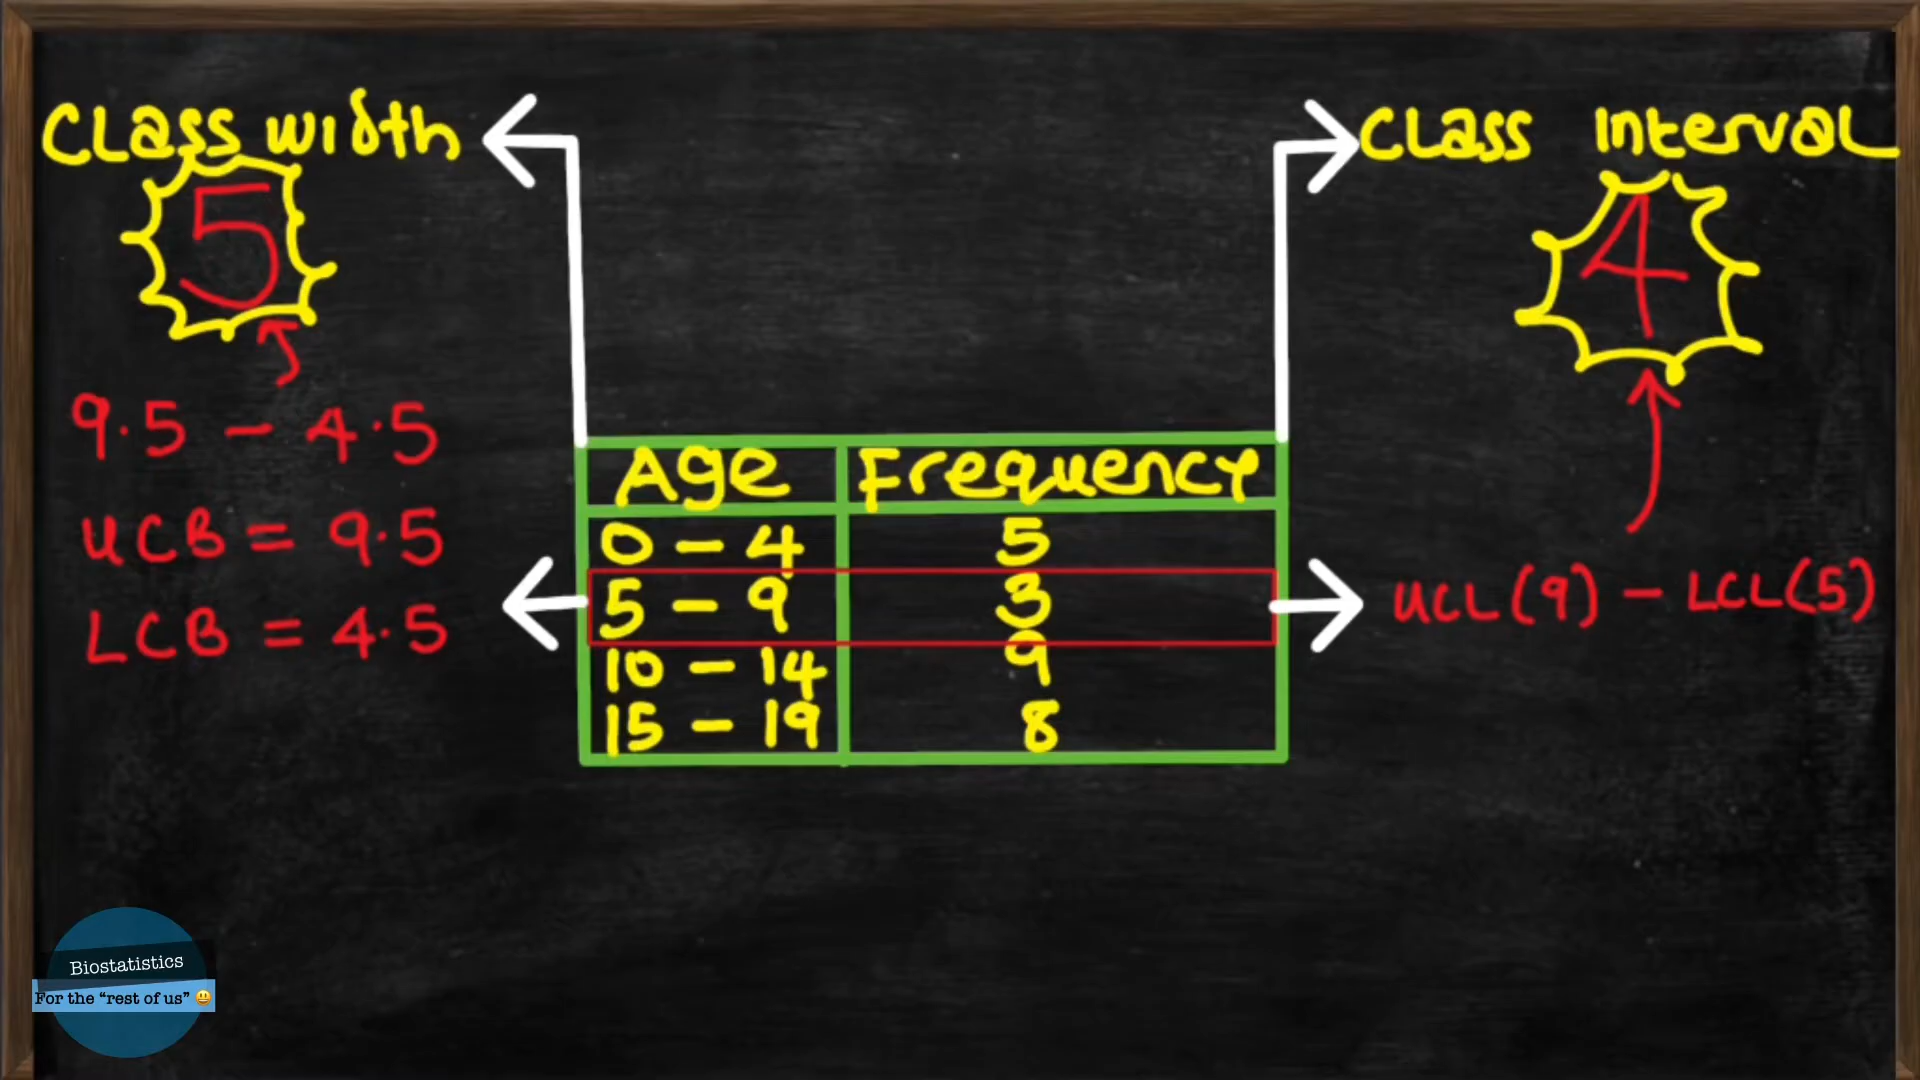 CLass width
5
9.5 - 4.5
UCB = 9.5
LCB = 4.5
CLass Interval
4
UCL(9) - LCL(5)
Age Frequency
0 - 4 5
5 - 9 3
10 - 14 9
15 - 19 8
Biostatistics
For the “rest of us” 😃